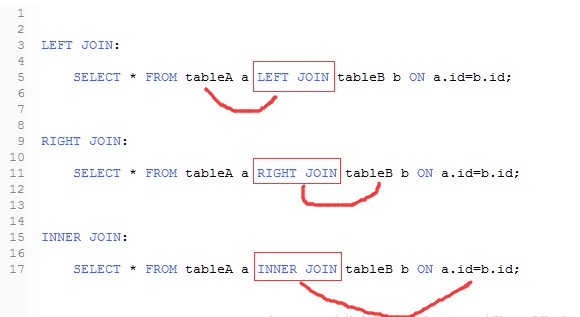 1
2
3 LEFT JOIN:
4
5 SELECT * FROM tableA a LEFT JOIN tableB b ON a.id=b.id;
6
7
8
9 RIGHT JOIN:
10
11 SELECT * FROM tableA a RIGHT JOIN tableB b ON a.id=b.id;
12
13
14
15 INNER JOIN:
16
17 SELECT * FROM tableA a INNER JOIN tableB b ON a.id=b.id;